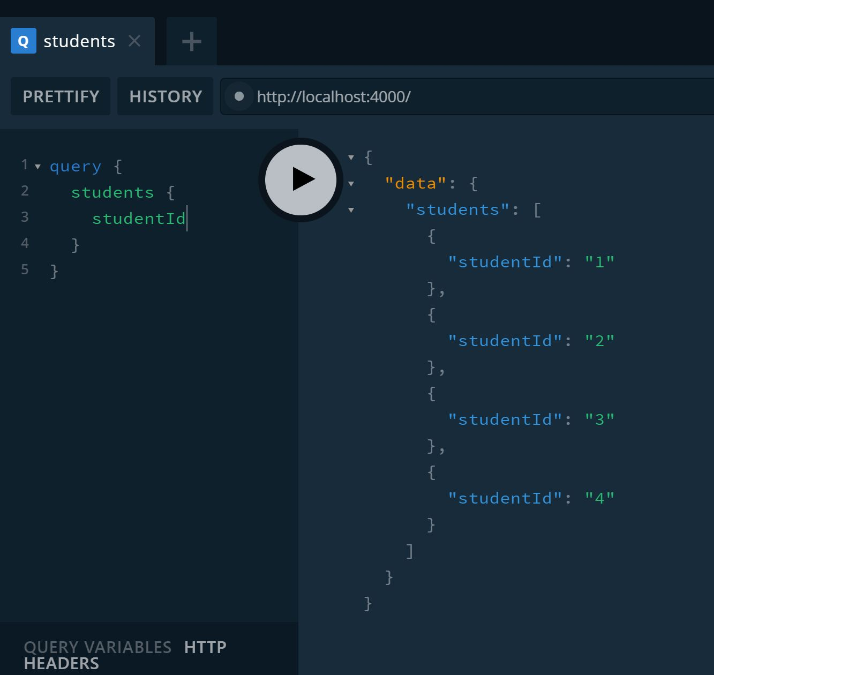 Q students
PRETTIFY HISTORY http://localhost:4000/
1 query {
2 students {
3 studentId
4 }
5 }
{
"data": {
"students": [
{
"studentId": "1"
},
{
"studentId": "2"
},
{
"studentId": "3"
},
{
"studentId": "4"
}
]
}
}
QUERY VARIABLES HTTP
HEADERS